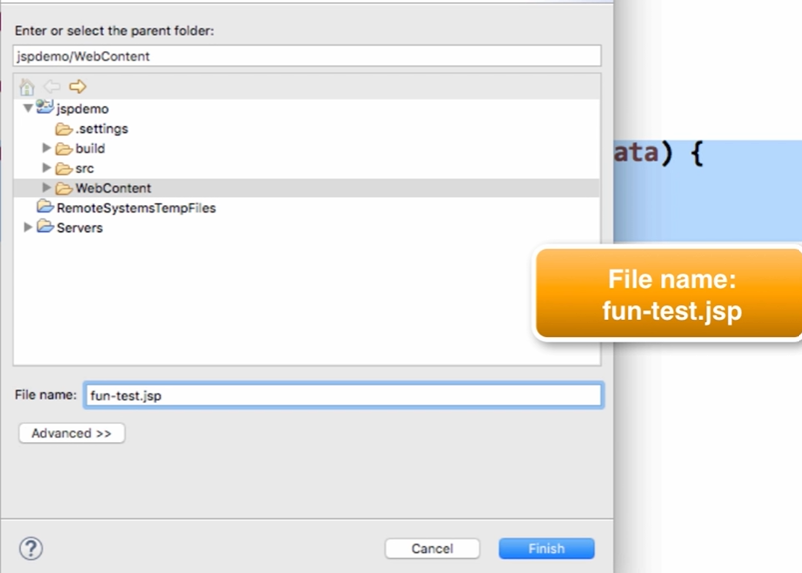 Enter or select the parent folder:
jspdemo/WebContent
jspdemo
.settings
build
src
WebContent
RemoteSystemsTempFiles
Servers
ata) {
File name:
fun-test.jsp
File name:
fun-test.jsp
Advanced >>
?
Cancel
Finish